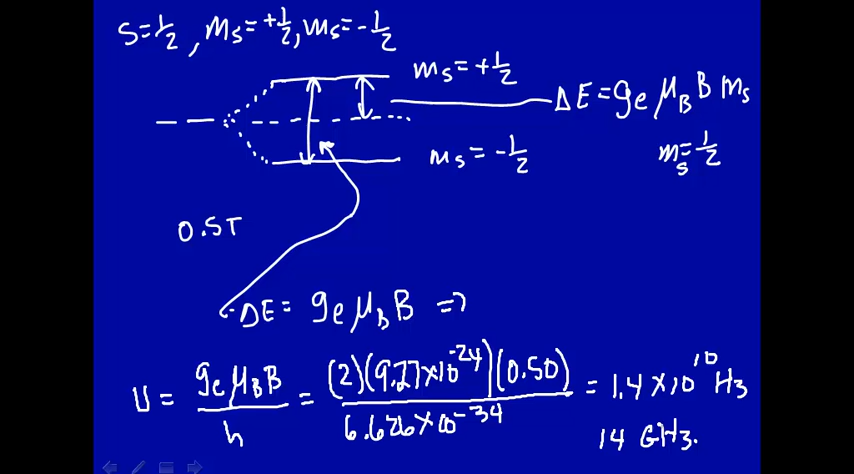 S=1/2, ms=+1/2, ms=-1/2
ms=+1/2
ΔE=geμBBms
ms=1/2
ms=-1/2
0.5T
ΔE=geμBB ⇒
υ = geμBB/h = (2)(9.27×10^-24)(0.50)/6.626×10^-34 = 1.4×10^10 Hz
14 GHz.